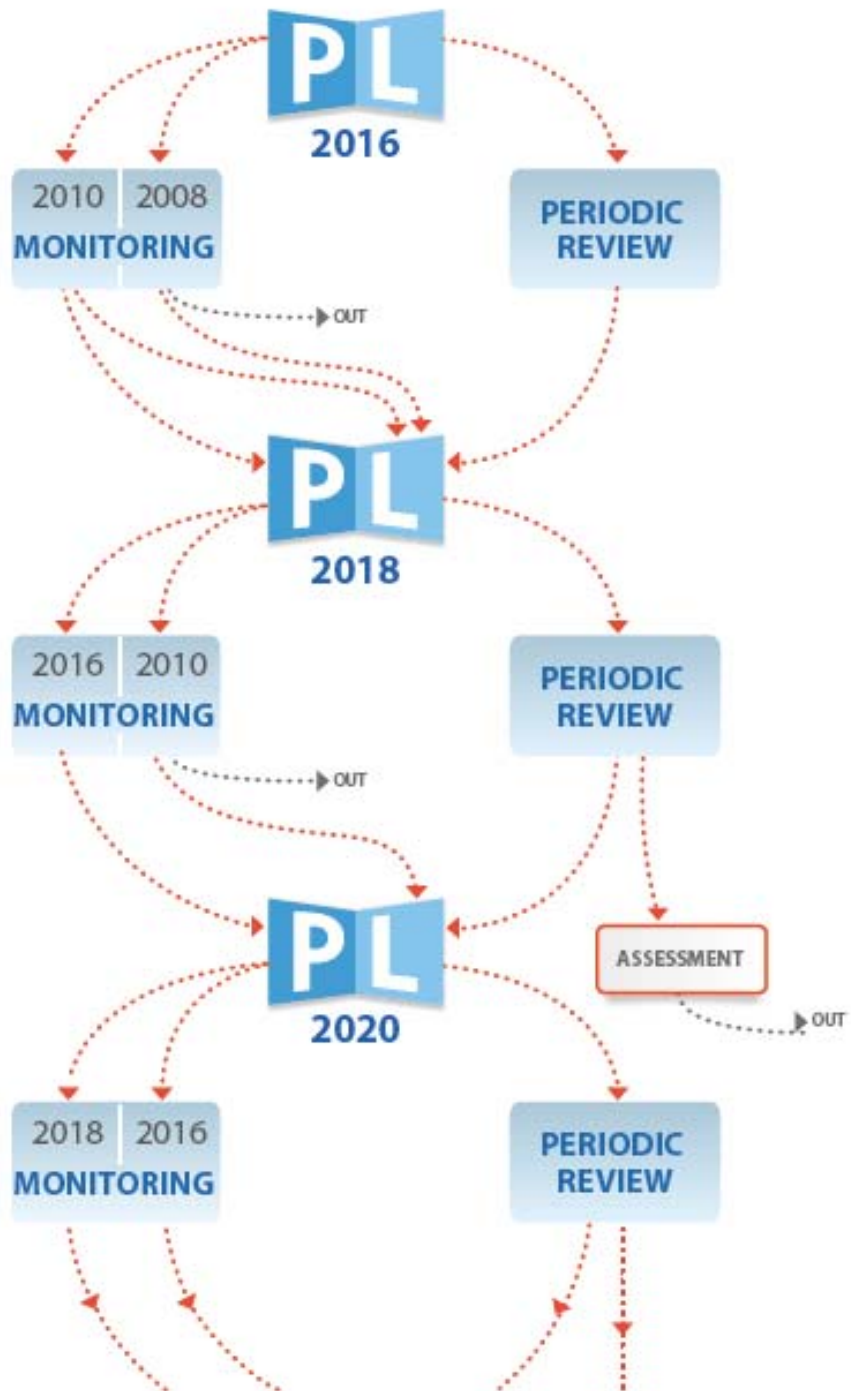 PL
2016
2010 2008
MONITORING
PERIODIC
REVIEW
OUT
PL
2018
2016 2010
MONITORING
PERIODIC
REVIEW
OUT
PL
2020
ASSESSMENT
OUT
2018 2016
MONITORING
PERIODIC
REVIEW